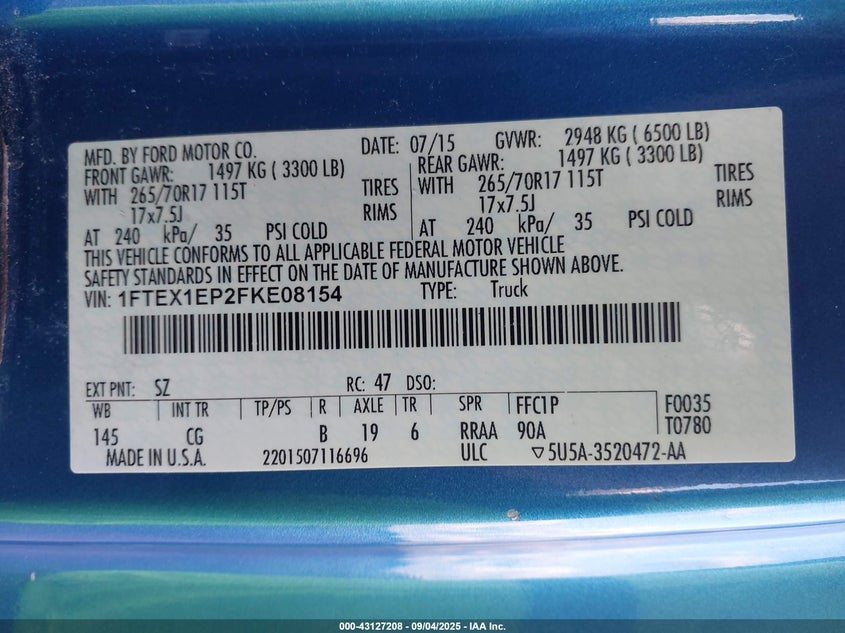 MFD. BY FORD MOTOR CO. DATE: 07/15 GVWR: 2948 KG ( 6500 LB)
FRONT GAWR: 1497 KG ( 3300 LB) REAR GAWR: 1497 KG ( 3300 LB)
WITH 265/70R17 115T TIRES WITH 265/70R17 115T TIRES
17x7.5J RIMS 17x7.5J RIMS
AT 240 kPa/ 35 PSI COLD AT 240 kPa/ 35 PSI COLD
THIS VEHICLE CONFORMS TO ALL APPLICABLE FEDERAL MOTOR VEHICLE
SAFETY STANDARDS IN EFFECT ON THE DATE OF MANUFACTURE SHOWN ABOVE.
VIN: 1FTEX1EP2FKE08154 TYPE: Truck
EXT PNT: SZ RC: 47 DSO:
WB INT TR TP/PS R AXLE TR SPR FFC1P F0035
145 CG B 19 6 RRAA 90A T0780
MADE IN U.S.A. 2201507116696 ULC ▽5U5A-3520472-AA
000-43127208 - 09/04/2025 - IAA Inc.